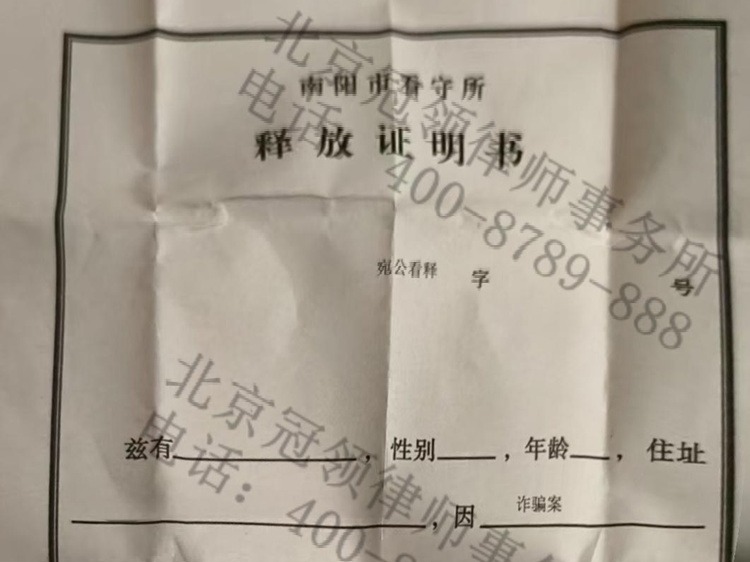 南阳市看守所
释放证明书
宛公看释 字 号
兹有 ，性别 ，年龄 ，住址
，因 诈骗案
北京冠领律师事务所
电话：400-8789-888
北京冠领律师事务
电话：400-8